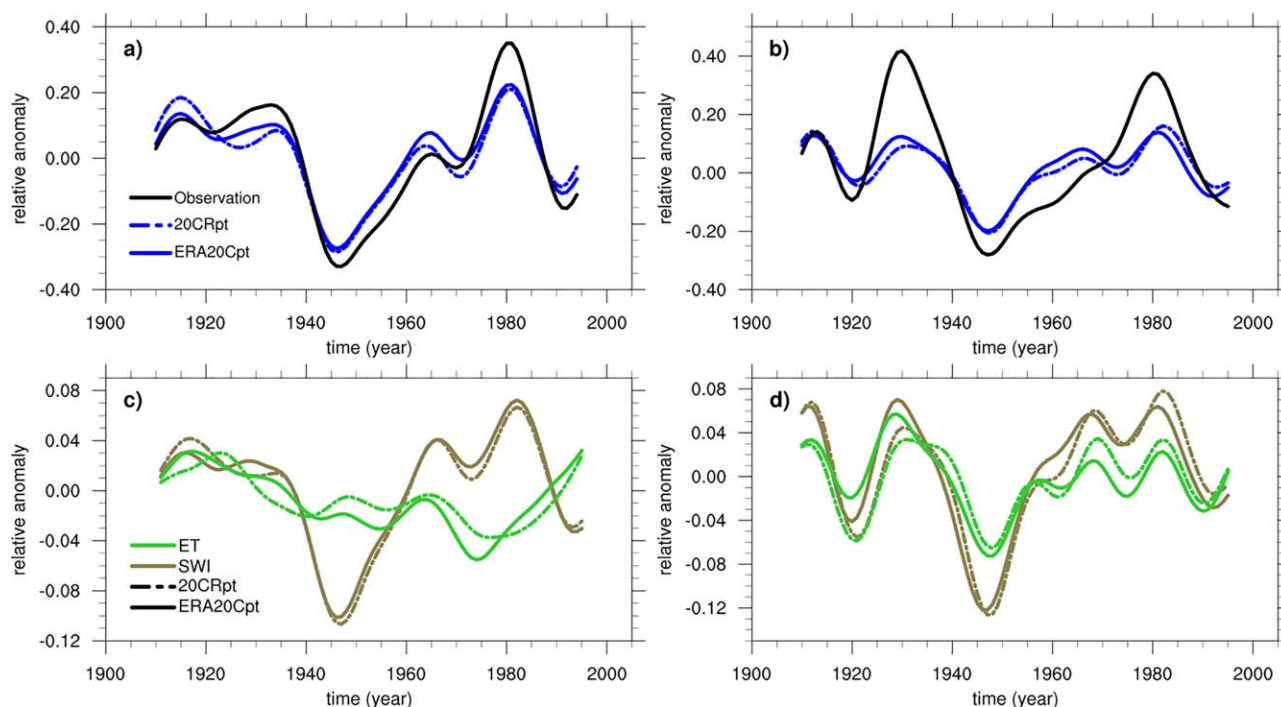 a)
relative anomaly
0.40
0.20
0.00
-0.20
-0.40
Observation
20CRpt
ERA20Cpt
1900 1920 1940 1960 1980 2000
time (year)
b)
relative anomaly
0.40
0.20
0.00
-0.20
-0.40
1900 1920 1940 1960 1980 2000
time (year)
c)
relative anomaly
0.08
0.04
0.00
-0.04
-0.08
-0.12
ET
SWI
20CRpt
ERA20Cpt
1900 1920 1940 1960 1980 2000
time (year)
d)
relative anomaly
0.08
0.04
0.00
-0.04
-0.08
-0.12
1900 1920 1940 1960 1980 2000
time (year)